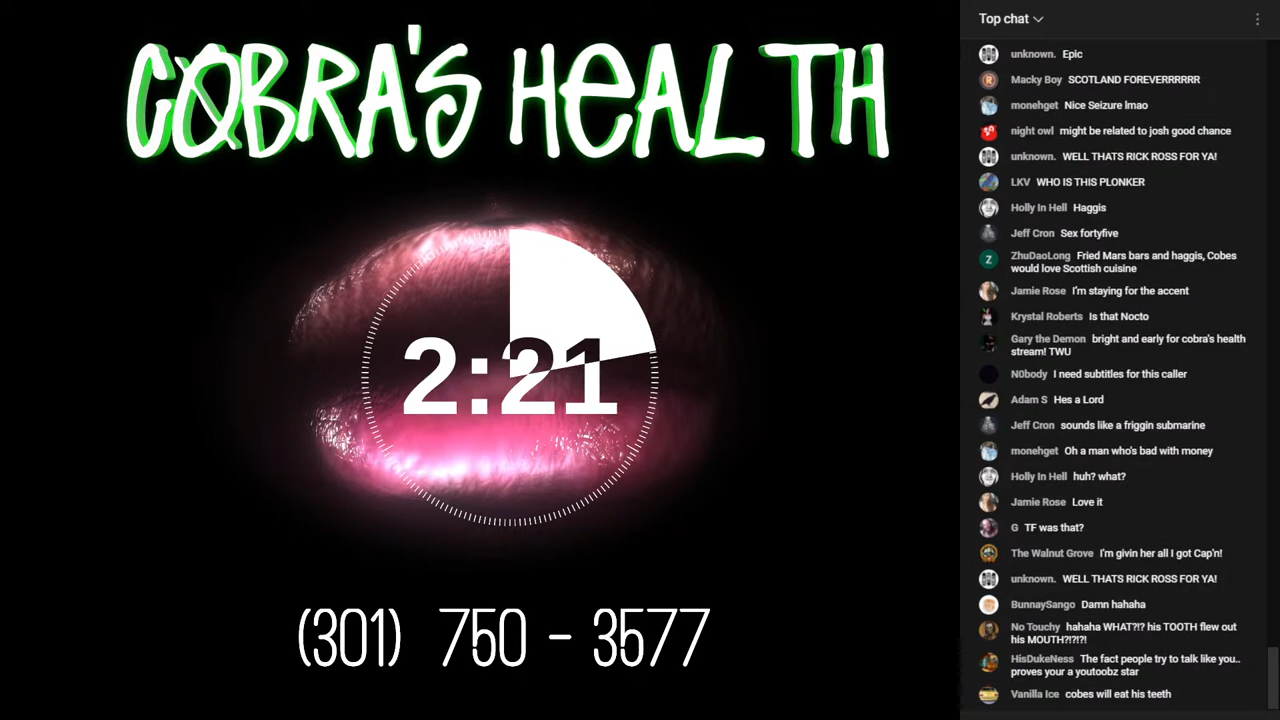 COBRA'S HEALTH
2:21
(301) 750 - 3577
Top chat
unknown. Epic
Macky Boy SCOTLAND FOREVERRRRRR
monehget Nice Seizure lmao
night owl might be related to josh good chance
unknown. WELL THATS RICK ROSS FOR YA!
LKV WHO IS THIS PLONKER
Holly In Hell Haggis
Jeff Cron Sex fortyfive
Z
ZhuDaoLong Fried Mars bars and haggis, Cobes
would love Scottish cuisine
Jamie Rose I'm staying for the accent
Krystal Roberts Is that Nocto
Gary the Demon bright and early for cobra's health
stream! TWU
N0body I need subtitles for this caller
Adam S Hes a Lord
Jeff Cron sounds like a friggin submarine
monehget Oh a man who's bad with money
Holly In Hell huh? what?
Jamie Rose Love it
G TF was that?
The Walnut Grove I'm givin her all I got Cap'n!
unknown. WELL THATS RICK ROSS FOR YA!
BunnaySango Damn hahaha
No Touchy hahaha WHAT?!? his TOOTH flew out
his MOUTH?!?!?!
HisDukeNess The fact people try to talk like you..
proves your a youtoobz star
Vanilla Ice cobes will eat his teeth